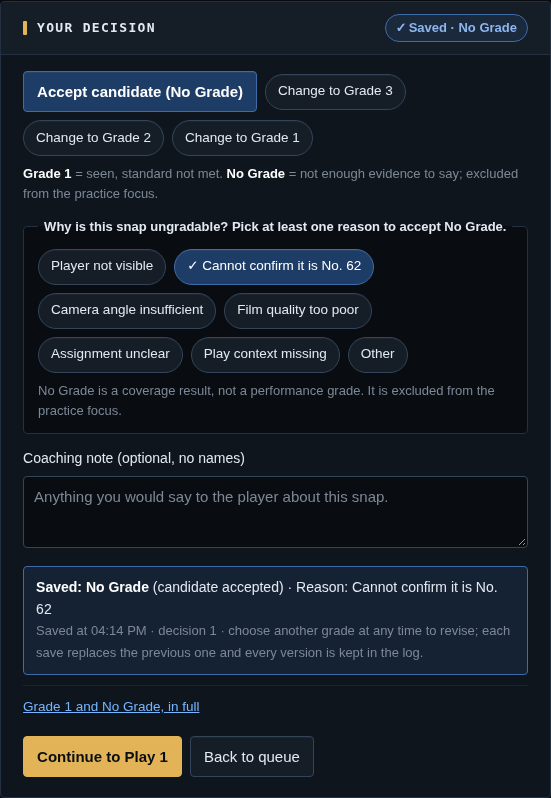 YOUR DECISION
✓ Saved · No Grade
Accept candidate (No Grade)
Change to Grade 3
Change to Grade 2
Change to Grade 1
Grade 1 = seen, standard not met. No Grade = not enough evidence to say; excluded
from the practice focus.
Why is this snap ungradable? Pick at least one reason to accept No Grade.
Player not visible
✓ Cannot confirm it is No. 62
Camera angle insufficient
Film quality too poor
Assignment unclear
Play context missing
Other
No Grade is a coverage result, not a performance grade. It is excluded from the
practice focus.
Coaching note (optional, no names)
Anything you would say to the player about this snap.
Saved: No Grade (candidate accepted) · Reason: Cannot confirm it is No.
62
Saved at 04:14 PM · decision 1 · choose another grade at any time to revise; each
save replaces the previous one and every version is kept in the log.
Grade 1 and No Grade, in full
Continue to Play 1
Back to queue